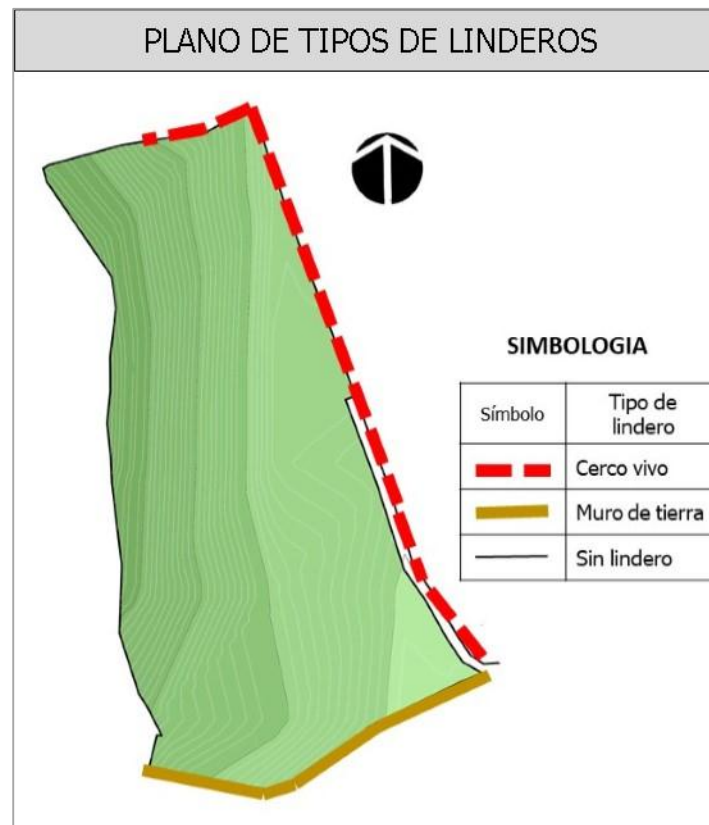 PLANO DE TIPOS DE LINDEROS
SIMBOLOGIA
Símbolo
Tipo de
lindero
Cerco vivo
Muro de tierra
Sin lindero